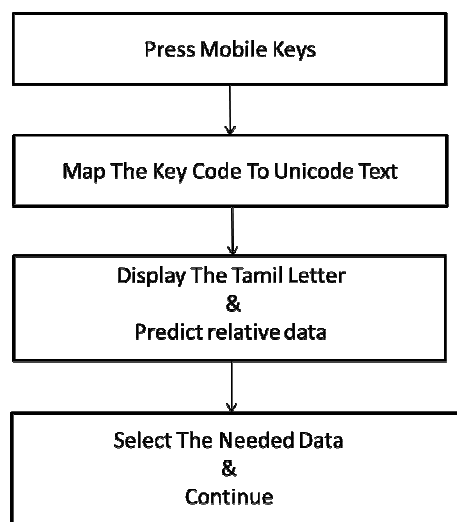 Press Mobile Keys
Map The Key Code To Unicode Text
Display The Tamil Letter
&
Predict relative data
Select The Needed Data
&
Continue